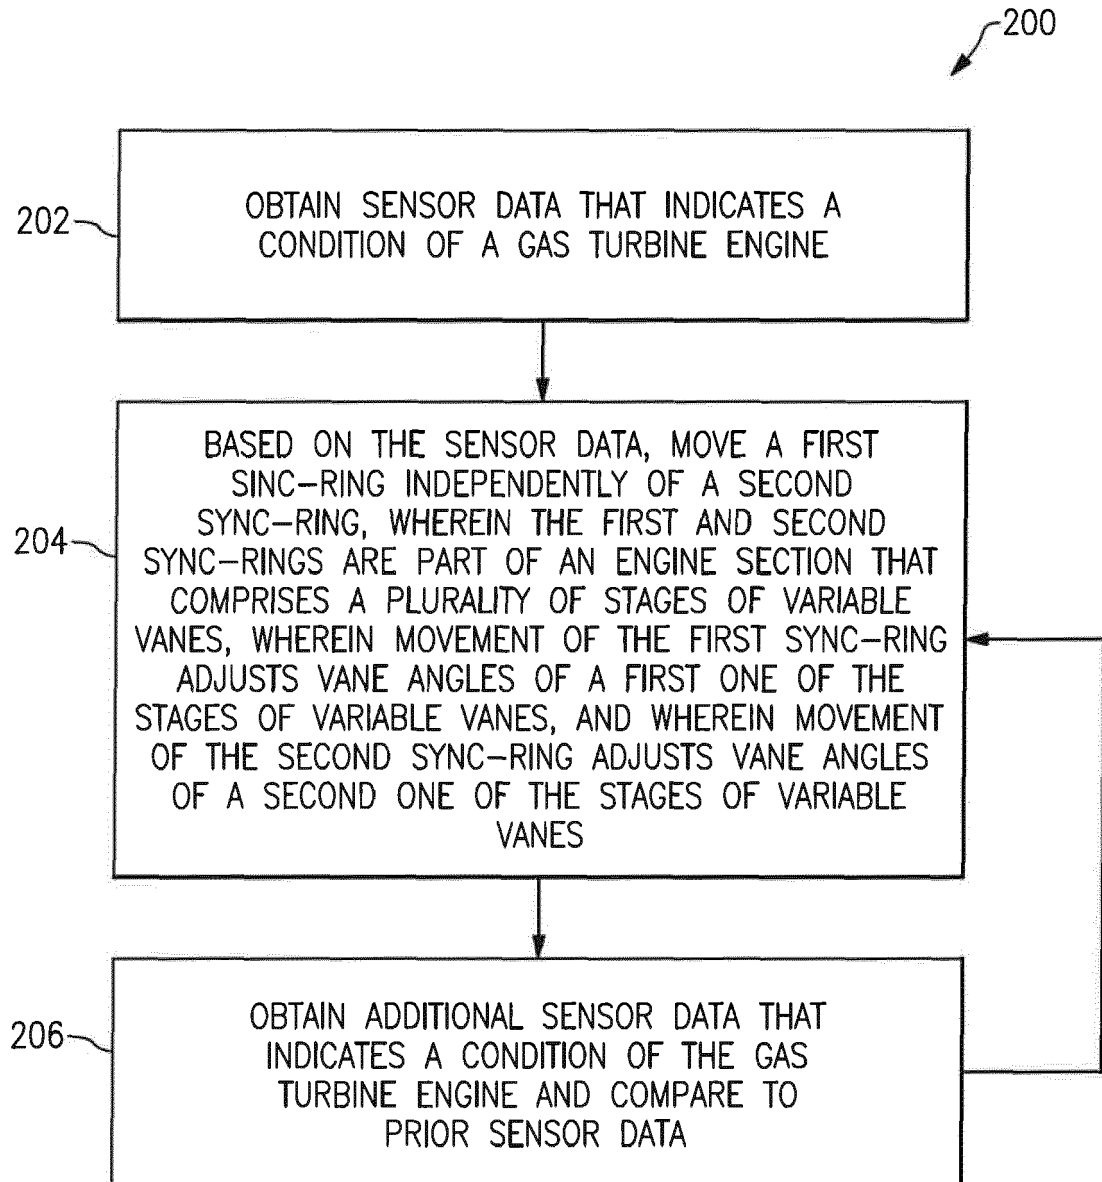 200
202
OBTAIN SENSOR DATA THAT INDICATES A
CONDITION OF A GAS TURBINE ENGINE
204
BASED ON THE SENSOR DATA, MOVE A FIRST
SINC-RING INDEPENDENTLY OF A SECOND
SYNC-RING, WHEREIN THE FIRST AND SECOND
SYNC-RINGS ARE PART OF AN ENGINE SECTION THAT
COMPRISES A PLURALITY OF STAGES OF VARIABLE
VANES, WHEREIN MOVEMENT OF THE FIRST SYNC-RING
ADJUSTS VANE ANGLES OF A FIRST ONE OF THE
STAGES OF VARIABLE VANES, AND WHEREIN MOVEMENT
OF THE SECOND SYNC-RING ADJUSTS VANE ANGLES
OF A SECOND ONE OF THE STAGES OF VARIABLE
VANES
206
OBTAIN ADDITIONAL SENSOR DATA THAT
INDICATES A CONDITION OF THE GAS
TURBINE ENGINE AND COMPARE TO
PRIOR SENSOR DATA